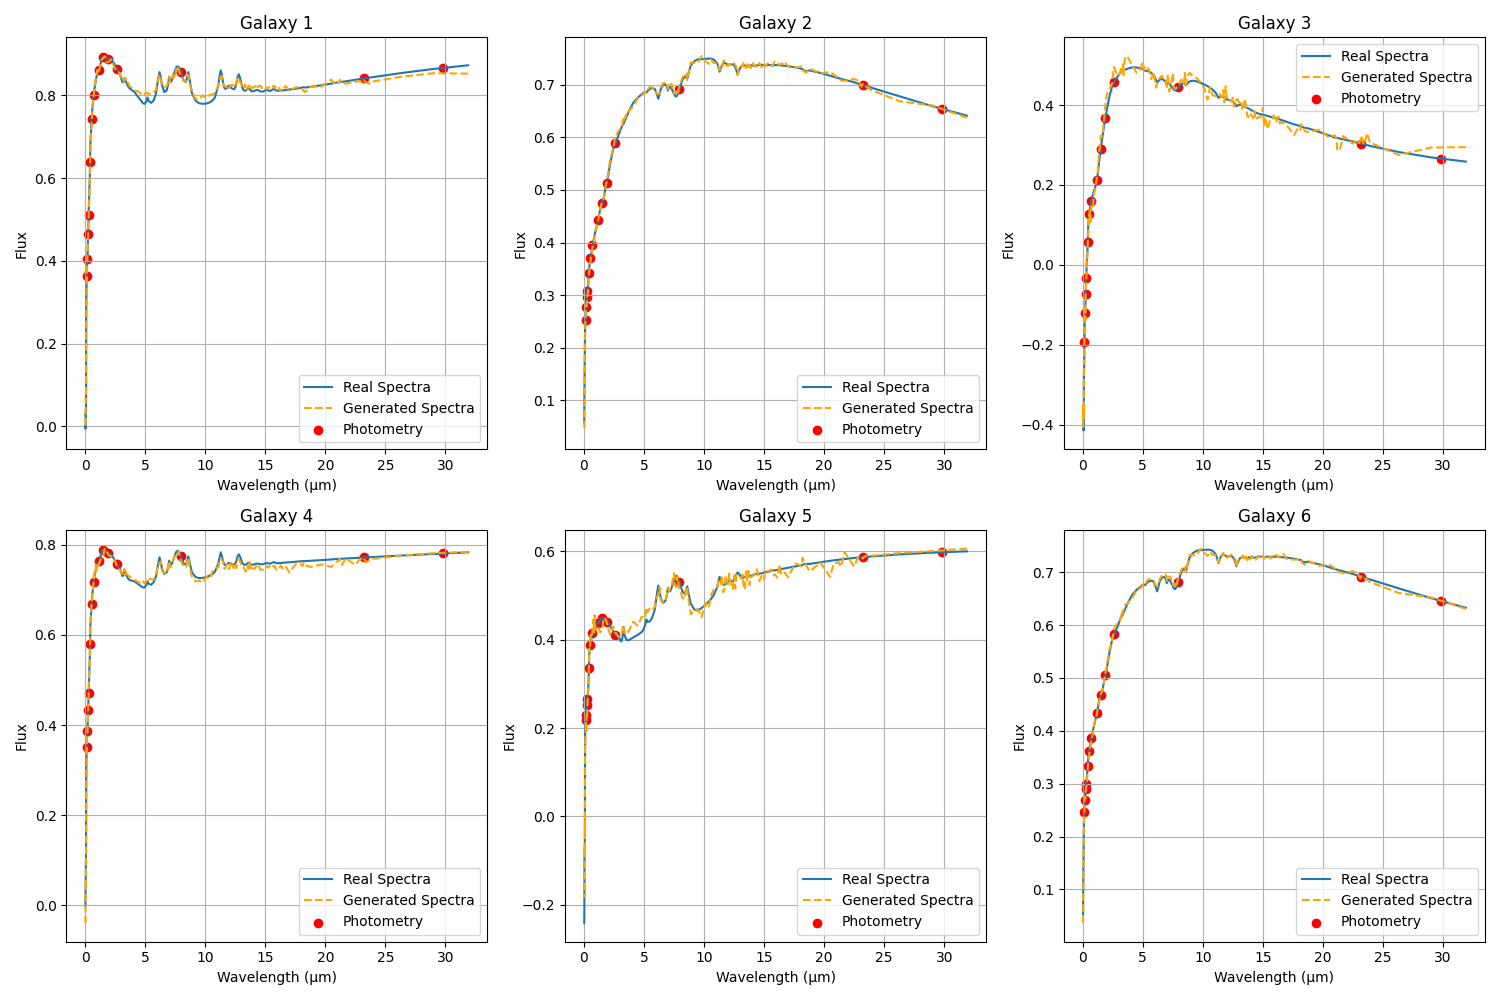 Galaxy 1
Flux
0.8
0.6
0.4
0.2
0.0
0 5 10 15 20 25 30
Wavelength (μm)
Real Spectra
Generated Spectra
Photometry
Galaxy 2
Flux
0.7
0.6
0.5
0.4
0.3
0.2
0.1
0 5 10 15 20 25 30
Wavelength (μm)
Real Spectra
Generated Spectra
Photometry
Galaxy 3
Flux
0.4
0.2
0.0
−0.2
−0.4
0 5 10 15 20 25 30
Wavelength (μm)
Real Spectra
Generated Spectra
Photometry
Galaxy 4
Flux
0.8
0.6
0.4
0.2
0.0
0 5 10 15 20 25 30
Wavelength (μm)
Real Spectra
Generated Spectra
Photometry
Galaxy 5
Flux
0.6
0.4
0.2
0.0
−0.2
0 5 10 15 20 25 30
Wavelength (μm)
Real Spectra
Generated Spectra
Photometry
Galaxy 6
Flux
0.7
0.6
0.5
0.4
0.3
0.2
0.1
0 5 10 15 20 25 30
Wavelength (μm)
Real Spectra
Generated Spectra
Photometry